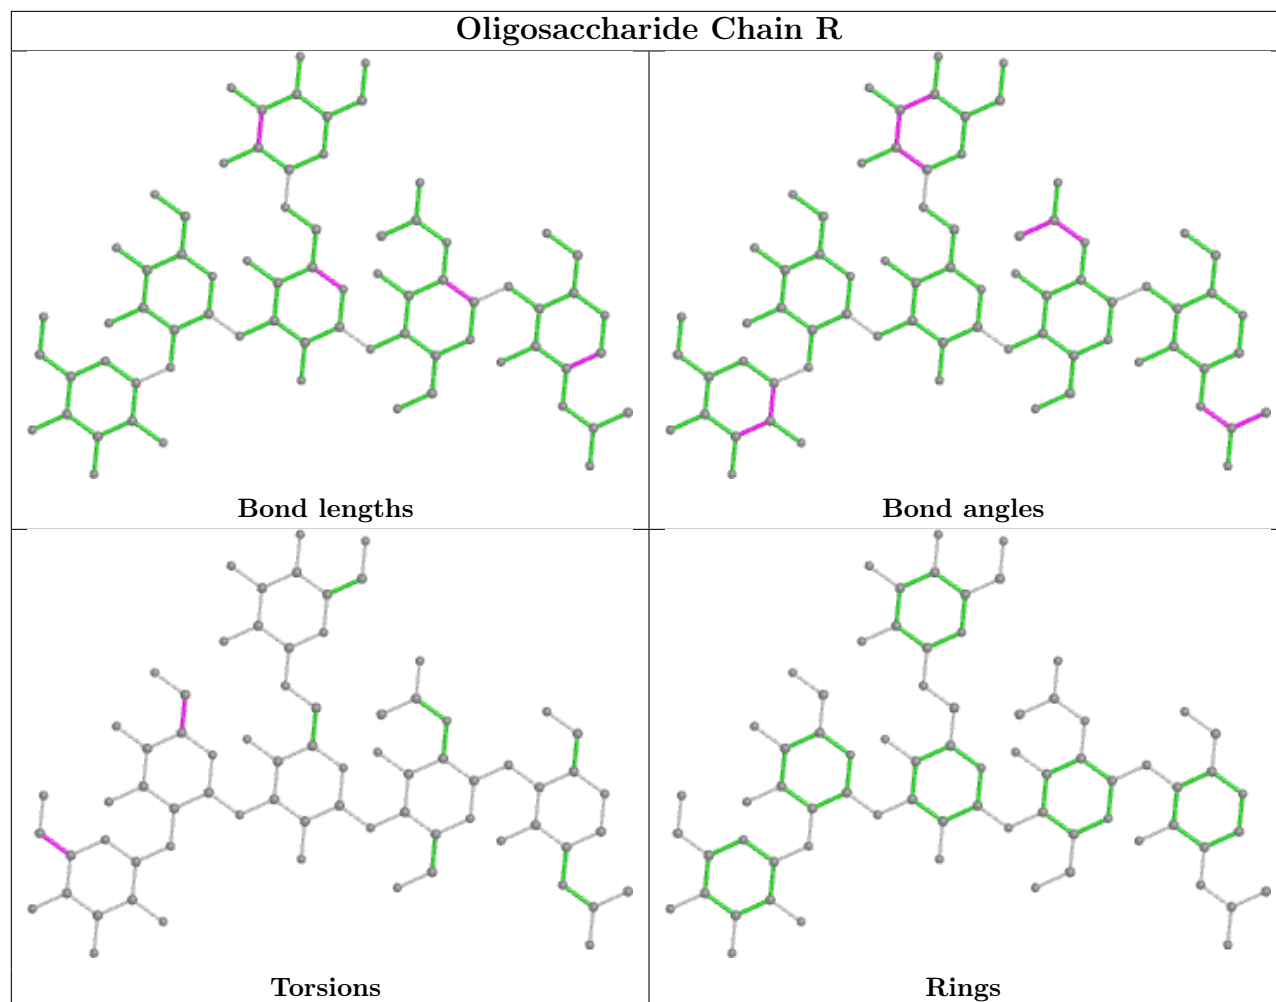 Oligosaccharide Chain R
Bond lengths
Bond angles
Torsions
Rings